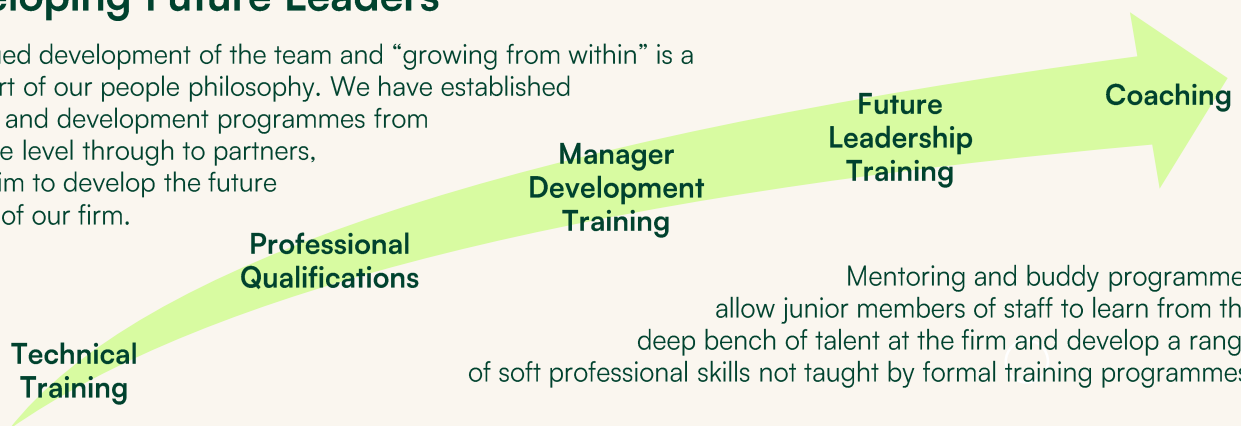 eloping Future Leaders
ued development of the team and “growing from within” is a
rt of our people philosophy. We have established
and development programmes from
e level through to partners,
im to develop the future
of our firm.
Coaching
Future
Leadership
Training
Manager
Development
Training
Professional
Qualifications
Technical
Training
Mentoring and buddy programme
allow junior members of staff to learn from th
deep bench of talent at the firm and develop a rang
of soft professional skills not taught by formal training programmes